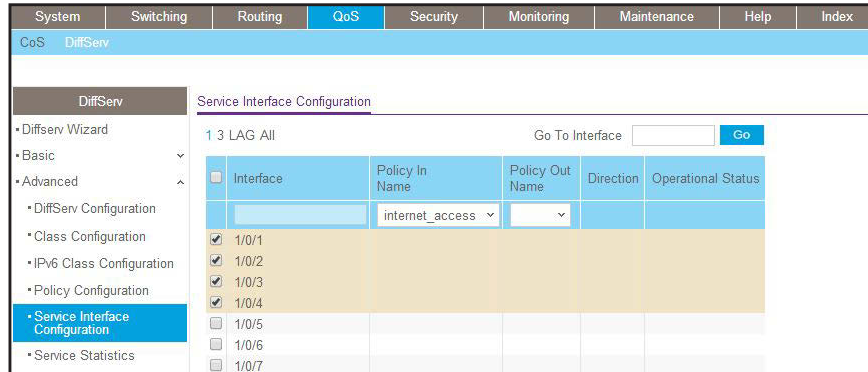 System Switching Routing QoS Security Monitoring Maintenance Help Index
CoS DiffServ
DiffServ
Diffserv Wizard
Basic
Advanced
DiffServ Configuration
Class Configuration
IPv6 Class Configuration
Policy Configuration
Service Interface
Configuration
Service Statistics
Service Interface Configuration
1 3 LAG All Go To Interface Go
Interface Policy In Name Policy Out Name Direction Operational Status
internet_access
1/0/1
1/0/2
1/0/3
1/0/4
1/0/5
1/0/6
1/0/7